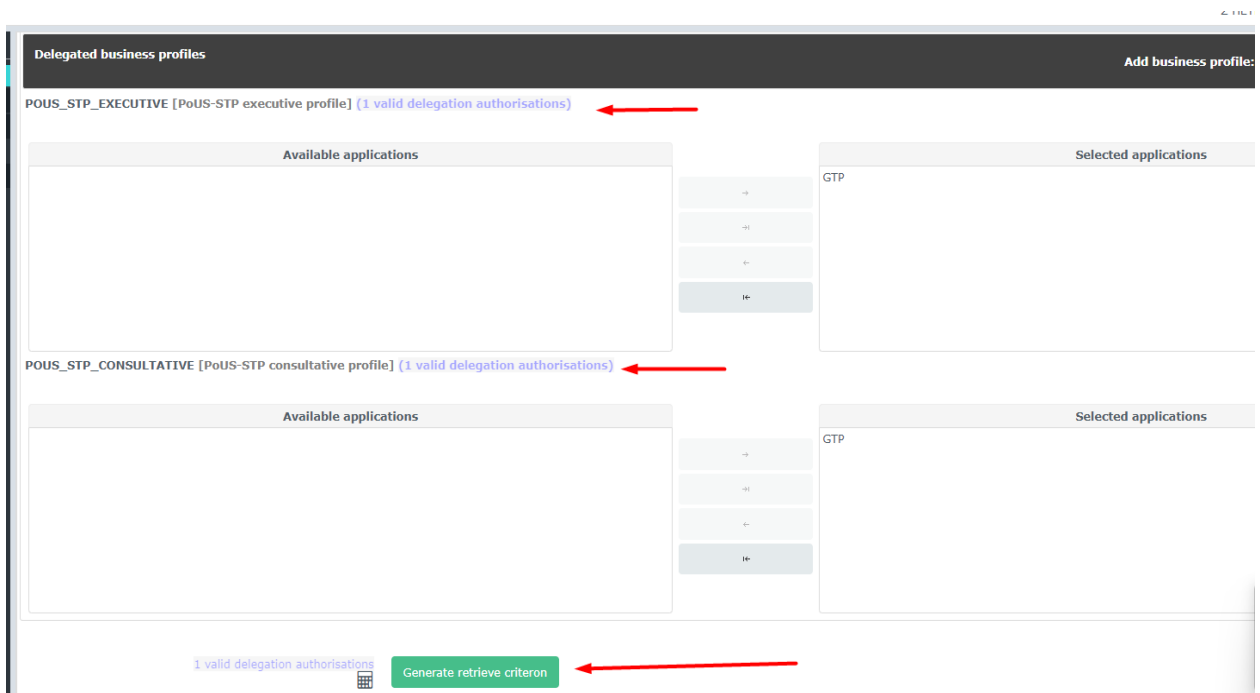 Delegated business profiles
Add business profile:
POUS_STP_EXECUTIVE [PoUS-STP executive profile] (1 valid delegation authorisations)
Available applications
Selected applications
GTP
POUS_STP_CONSULTATIVE [PoUS-STP consultative profile] (1 valid delegation authorisations)
Available applications
Selected applications
GTP
1 valid delegation authorisations
Generate retrieve criteron